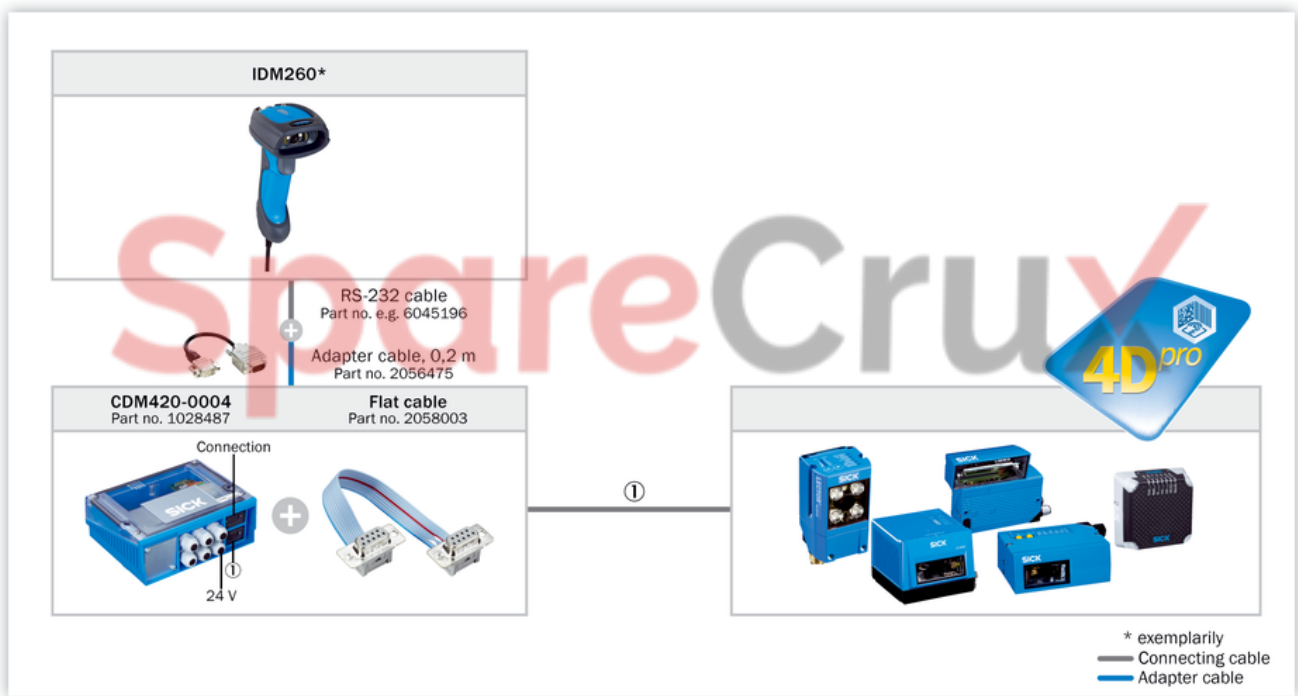 IDM260*
RS-232 cable
Part no. e.g. 6045196
Adapter cable, 0,2 m
Part no. 2056475
CDM420-0004
Part no. 1028487
Flat cable
Part no. 2058003
Connection
SICK
①
24 V
①
4Dpro
SICK
SICK
SICK
SICK
SICK
* exemplarily
Connecting cable
Adapter cable
SpareCrux